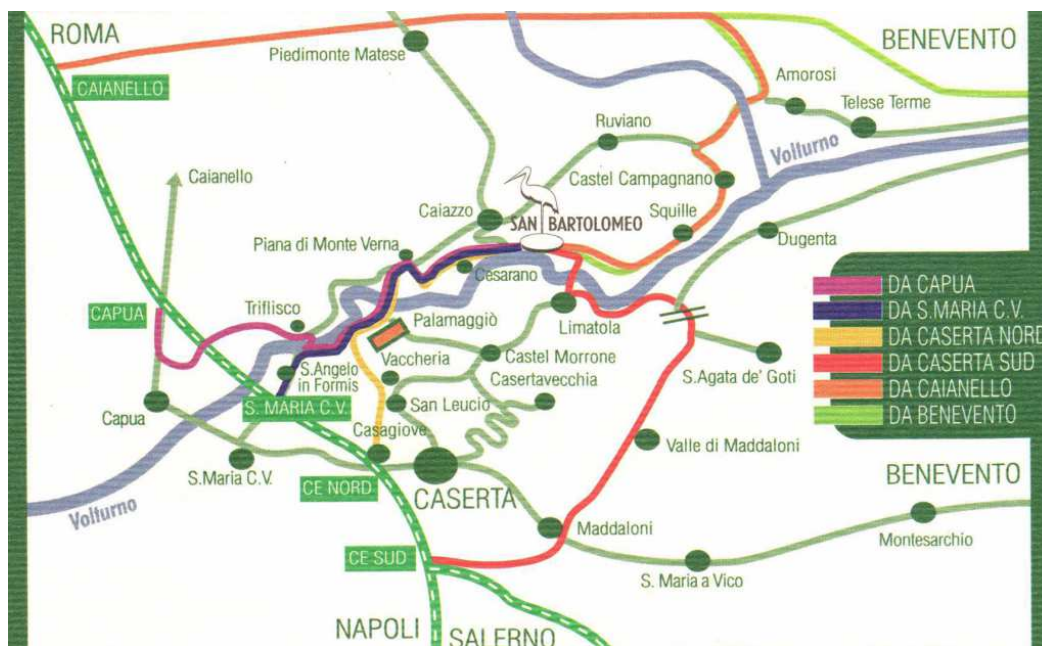 ROMA
BENEVENTO
Piedimonte Matese
CAIANELLO
Amorosi
Telese Terme
Ruviano
Volturno
Caianello
Castel Campagnano
Caiazzo
SAN BARTOLOMEO
Squille
Piana di Monte Verna
Dugenta
Cesarano
DA CAPUA
Triflisco
DA S.MARIA C.V.
CAPUA
Palamaggiò
Limatola
DA CASERTA NORD
Vaccheria
Castel Morrone
DA CASERTA SUD
S.Angelo
in Formis
Casertavecchia
S.Agata de' Goti
DA CAIANELLO
S. MARIA C.V.
San Leucio
DA BENEVENTO
Capua
Casagiove
Valle di Maddaloni
S.Maria C.V.
CE NORD
CASERTA
BENEVENTO
Volturno
Maddaloni
Montesarchio
CE SUD
S. Maria a Vico
NAPOLI
SALERNO